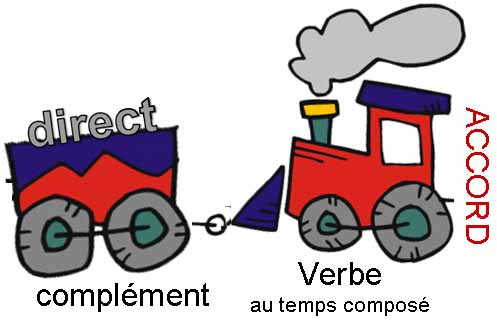 direct
ACCORD
complément
Verbe
au temps composé